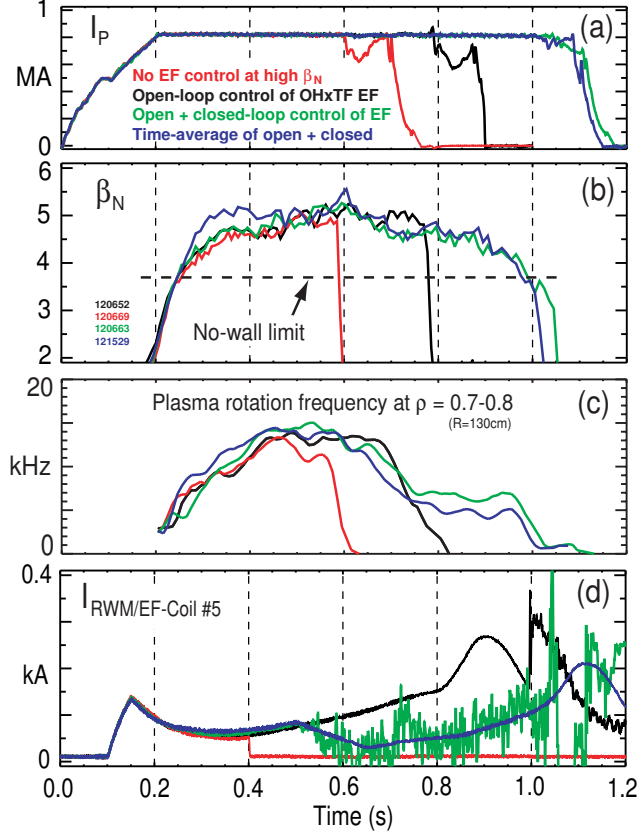 1
I_P
(a)
MA
No EF control at high β_N
Open-loop control of OHxTF EF
Open + closed-loop control of EF
Time-average of open + closed
0
6
β_N
(b)
5
4
3
2
120652
120669
120663
121529
No-wall limit
20
Plasma rotation frequency at ρ = 0.7-0.8
(R=130cm)
(c)
kHz
0
0.4
I_RWM/EF-Coil #5
(d)
kA
0
0.0 0.2 0.4 0.6 0.8 1.0 1.2
Time (s)